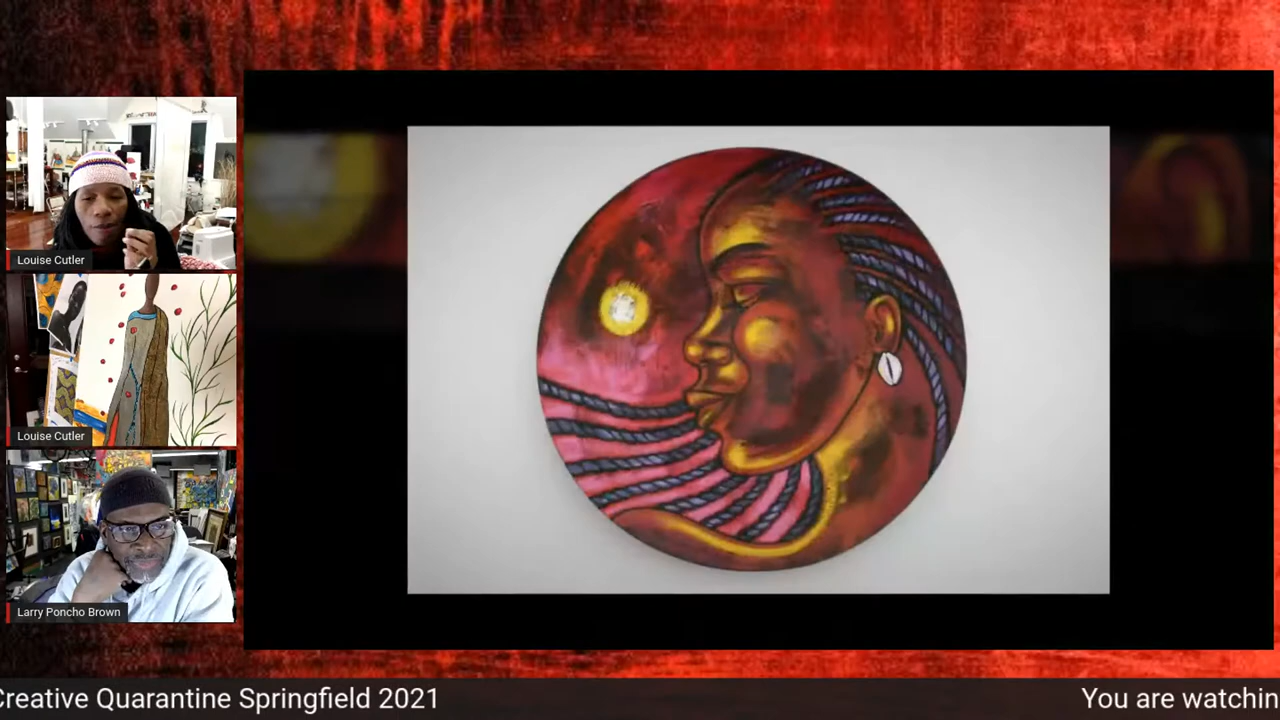 Louise Cutler
Louise Cutler
Larry Poncho Brown
Creative Quarantine Springfield 2021
You are watchin